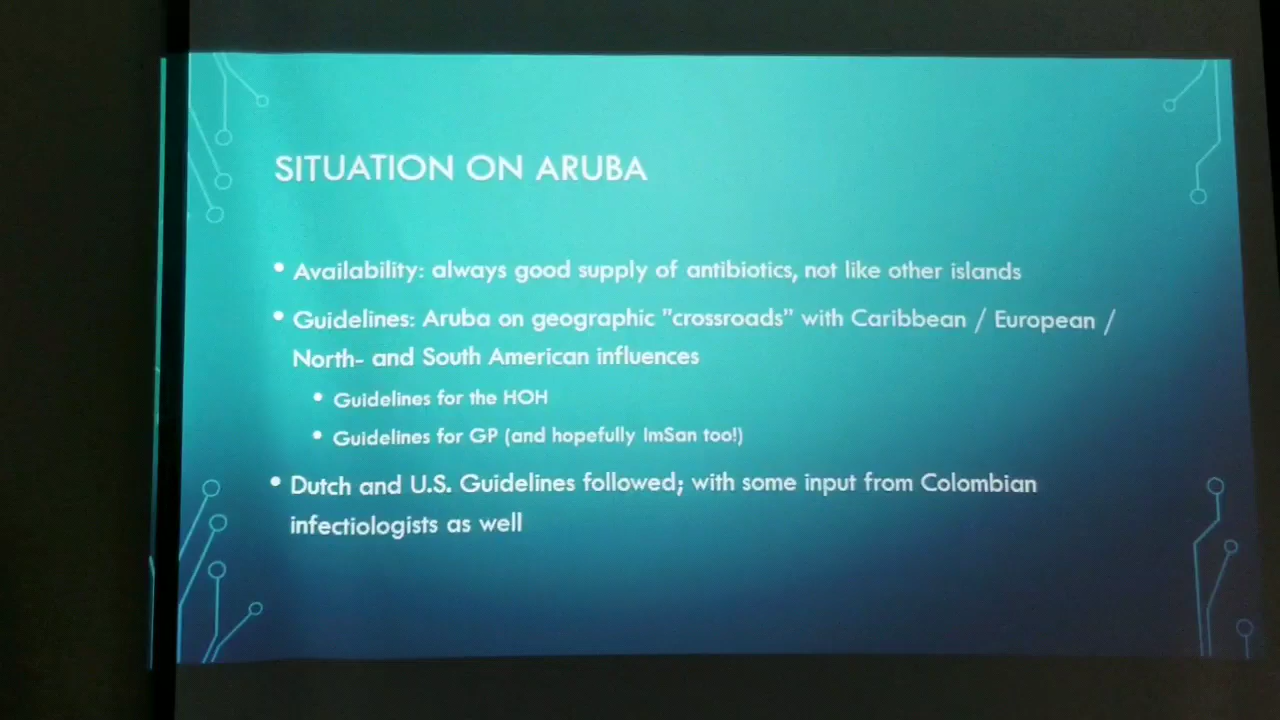 SITUATION ON ARUBA
• Availability: always good supply of antibiotics, not like other islands
• Guidelines: Aruba on geographic "crossroads" with Caribbean / European /
North- and South American influences
• Guidelines for the HOH
• Guidelines for GP (and hopefully ImSan too!)
• Dutch and U.S. Guidelines followed; with some input from Colombian
infectiologists as well